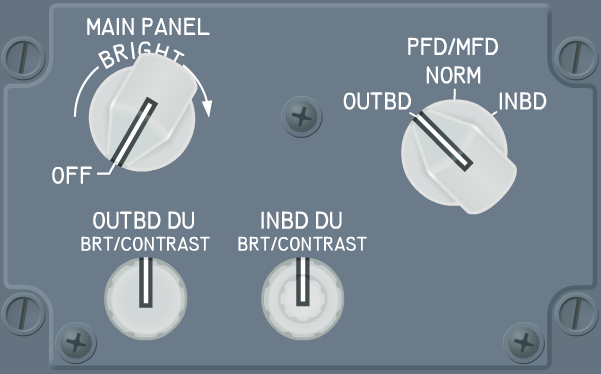 MAIN PANEL
BRIGHT
OFF
PFD/MFD
NORM
OUTBD
INBD
OUTBD DU
BRT/CONTRAST
INBD DU
BRT/CONTRAST